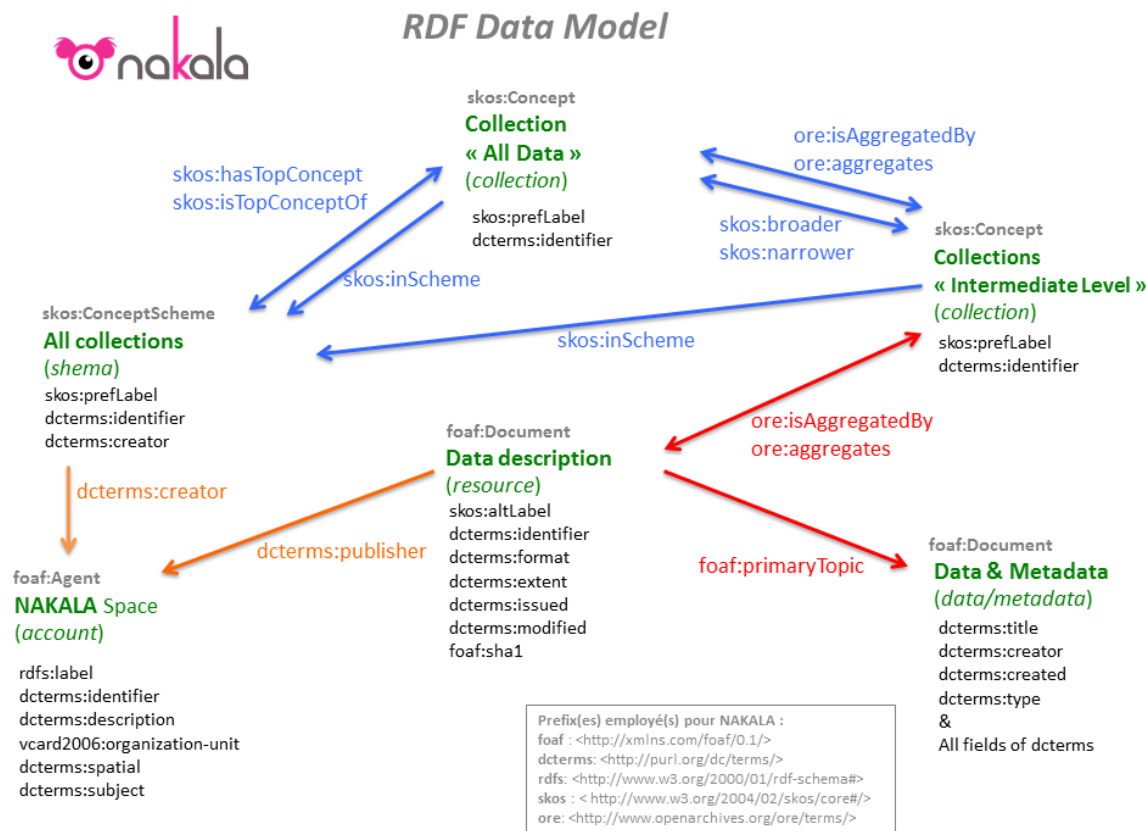 RDF Data Model
nakala
skos:Concept
Collection
« All Data »
(collection)
skos:prefLabel
dcterms:identifier
skos:hasTopConcept
skos:isTopConceptOf
skos:inScheme
ore:isAggregatedBy
ore:aggregates
skos:broader
skos:narrower
skos:Concept
Collections
« Intermediate Level »
(collection)
skos:prefLabel
dcterms:identifier
skos:inScheme
skos:ConceptScheme
All collections
(shema)
skos:prefLabel
dcterms:identifier
dcterms:creator
ore:isAggregatedBy
ore:aggregates
foaf:Document
Data description
(resource)
skos:altLabel
dcterms:identifier
dcterms:format
dcterms:extent
dcterms:issued
dcterms:modified
foaf:sha1
dcterms:creator
dcterms:publisher
foaf:primaryTopic
foaf:Agent
NAKALA Space
(account)
rdfs:label
dcterms:identifier
dcterms:description
vcard2006:organization-unit
dcterms:spatial
dcterms:subject
foaf:Document
Data & Metadata
(data/metadata)
dcterms:title
dcterms:creator
dcterms:created
dcterms:type
&
All fields of dcterms
Prefix(es) employé(s) pour NAKALA :
foaf : <http://xmlns.com/foaf/0.1/>
dcterms: <http://purl.org/dc/terms/>
rdfs: <http://www.w3.org/2000/01/rdf-schema#>
skos : < http://www.w3.org/2004/02/skos/core#/>
ore: <http://www.openarchives.org/ore/terms/>